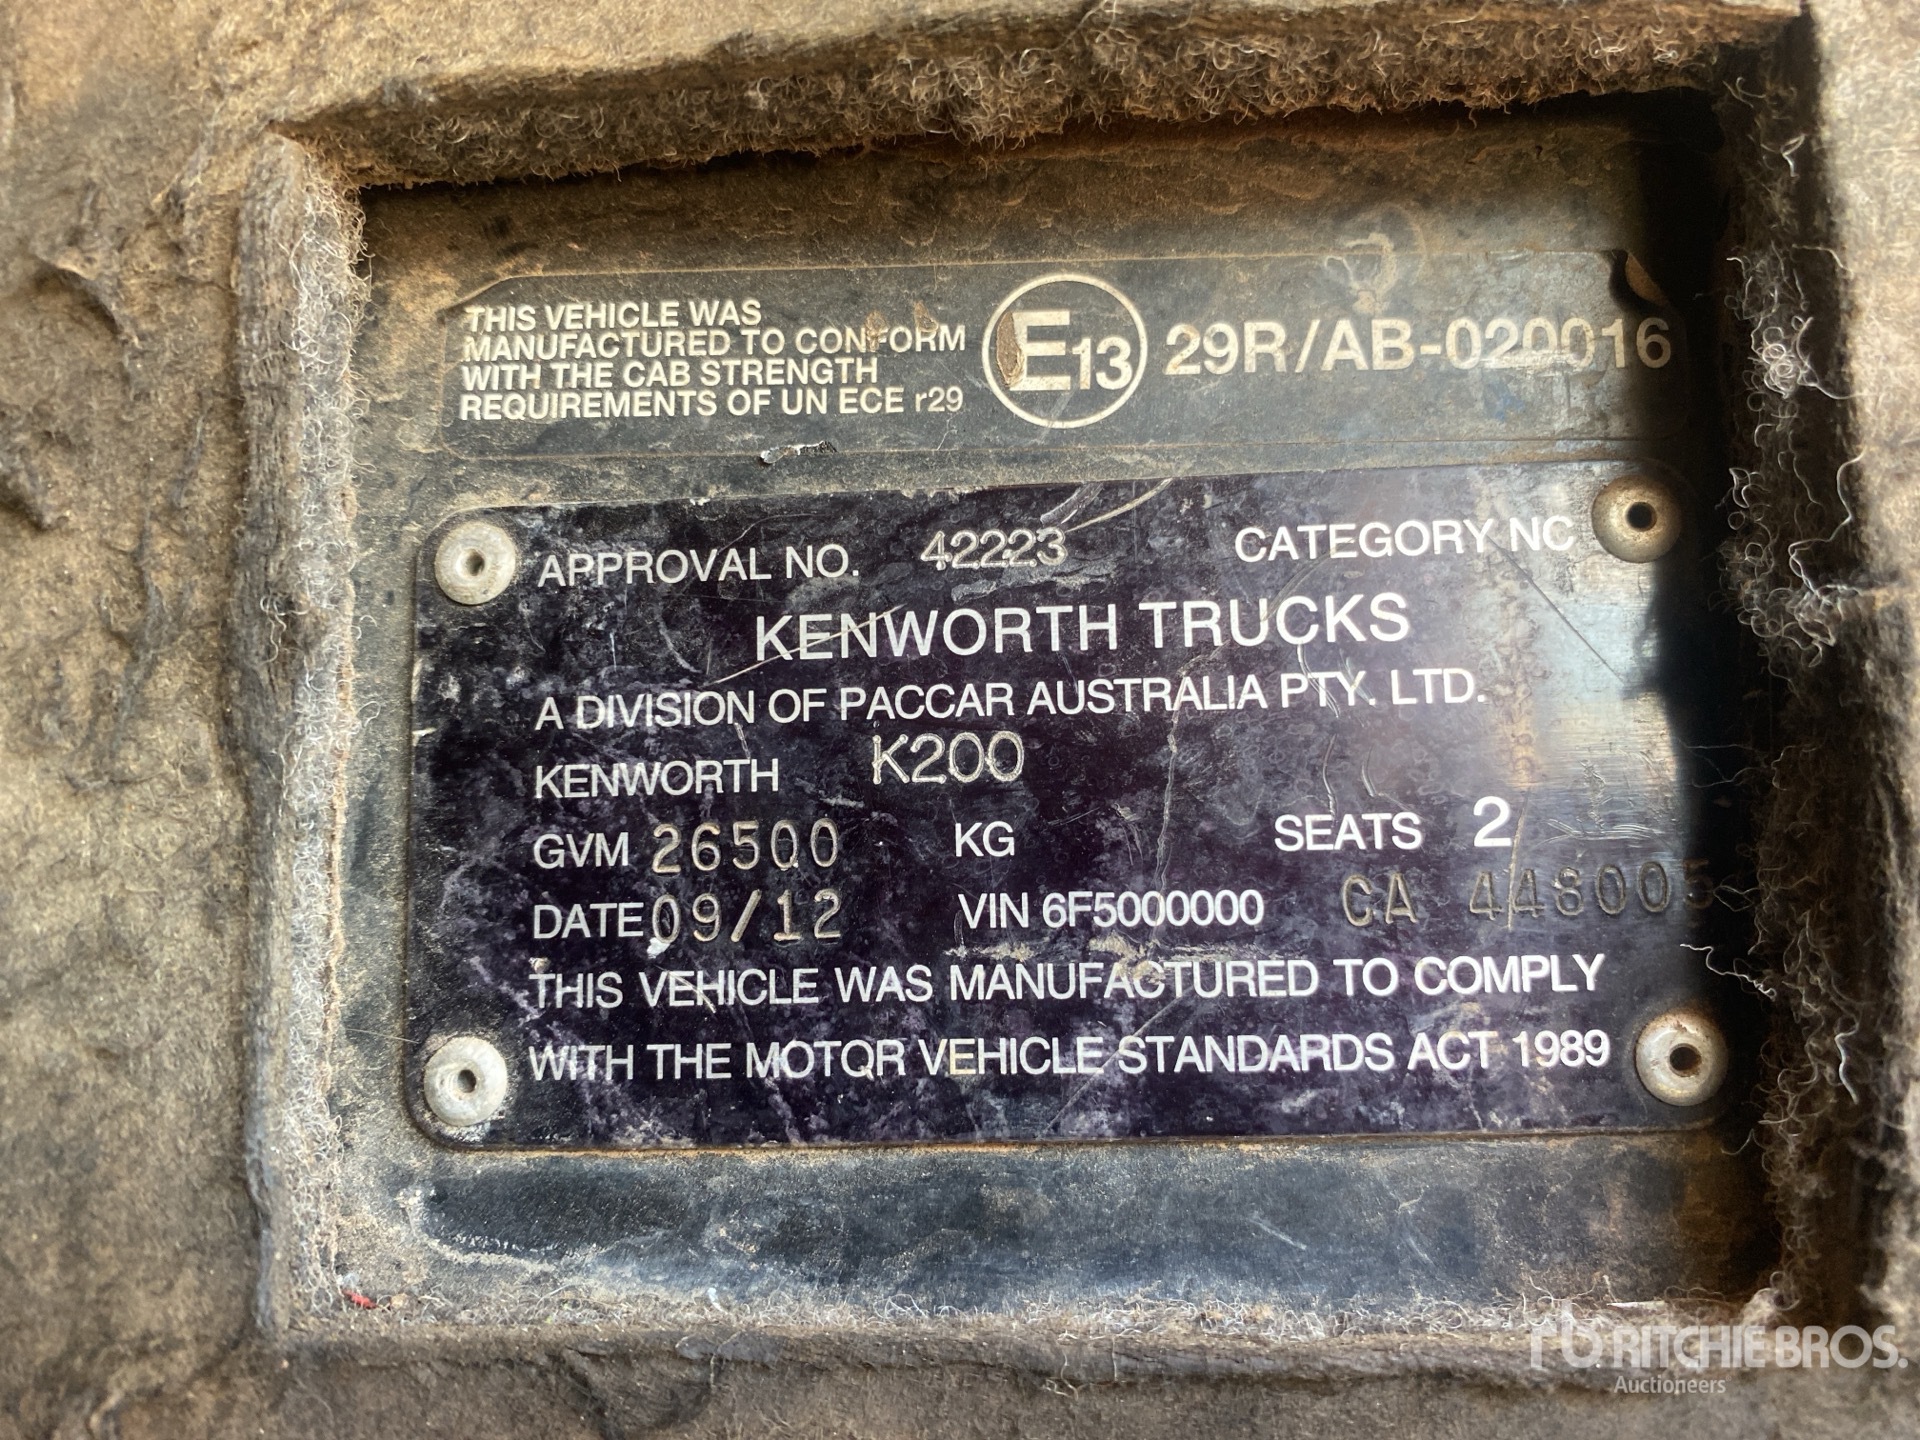 THIS VEHICLE WAS
MANUFACTURED TO CONFORM
WITH THE CAB STRENGTH
REQUIREMENTS OF UN ECE r29
E13 29R/AB-020016
APPROVAL NO. 42223 CATEGORY NC
KENWORTH TRUCKS
A DIVISION OF PACCAR AUSTRALIA PTY. LTD.
KENWORTH K200
GVM 26500 KG SEATS 2
DATE 09/12 VIN 6F5000000 CA 448005
THIS VEHICLE WAS MANUFACTURED TO COMPLY
WITH THE MOTOR VEHICLE STANDARDS ACT 1989
rb RITCHIE BROS.
Auctioneers